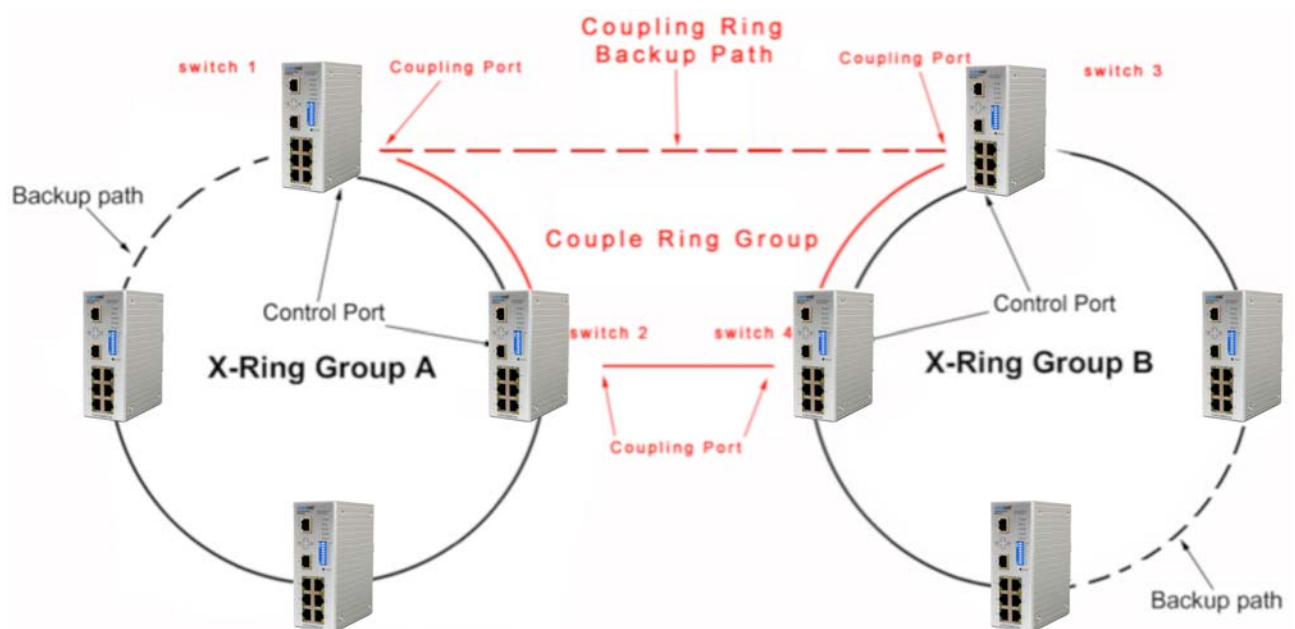 Coupling Ring
Backup Path
switch 1
Coupling Port
Coupling Port
switch 3
Backup path
Couple Ring Group
Control Port
Control Port
switch 2
switch 4
X-Ring Group A
X-Ring Group B
Coupling Port
Backup path